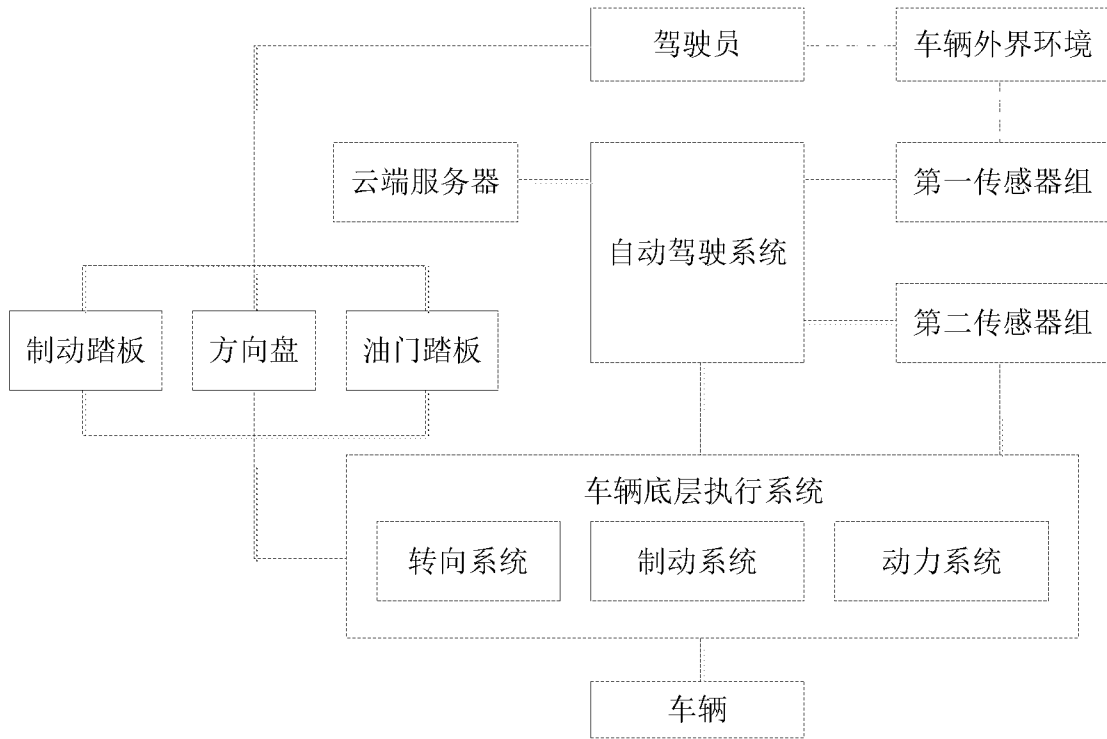 驾驶员
车辆外界环境
云端服务器
自动驾驶系统
第一传感器组
第二传感器组
制动踏板
方向盘
油门踏板
车辆底层执行系统
转向系统
制动系统
动力系统
车辆